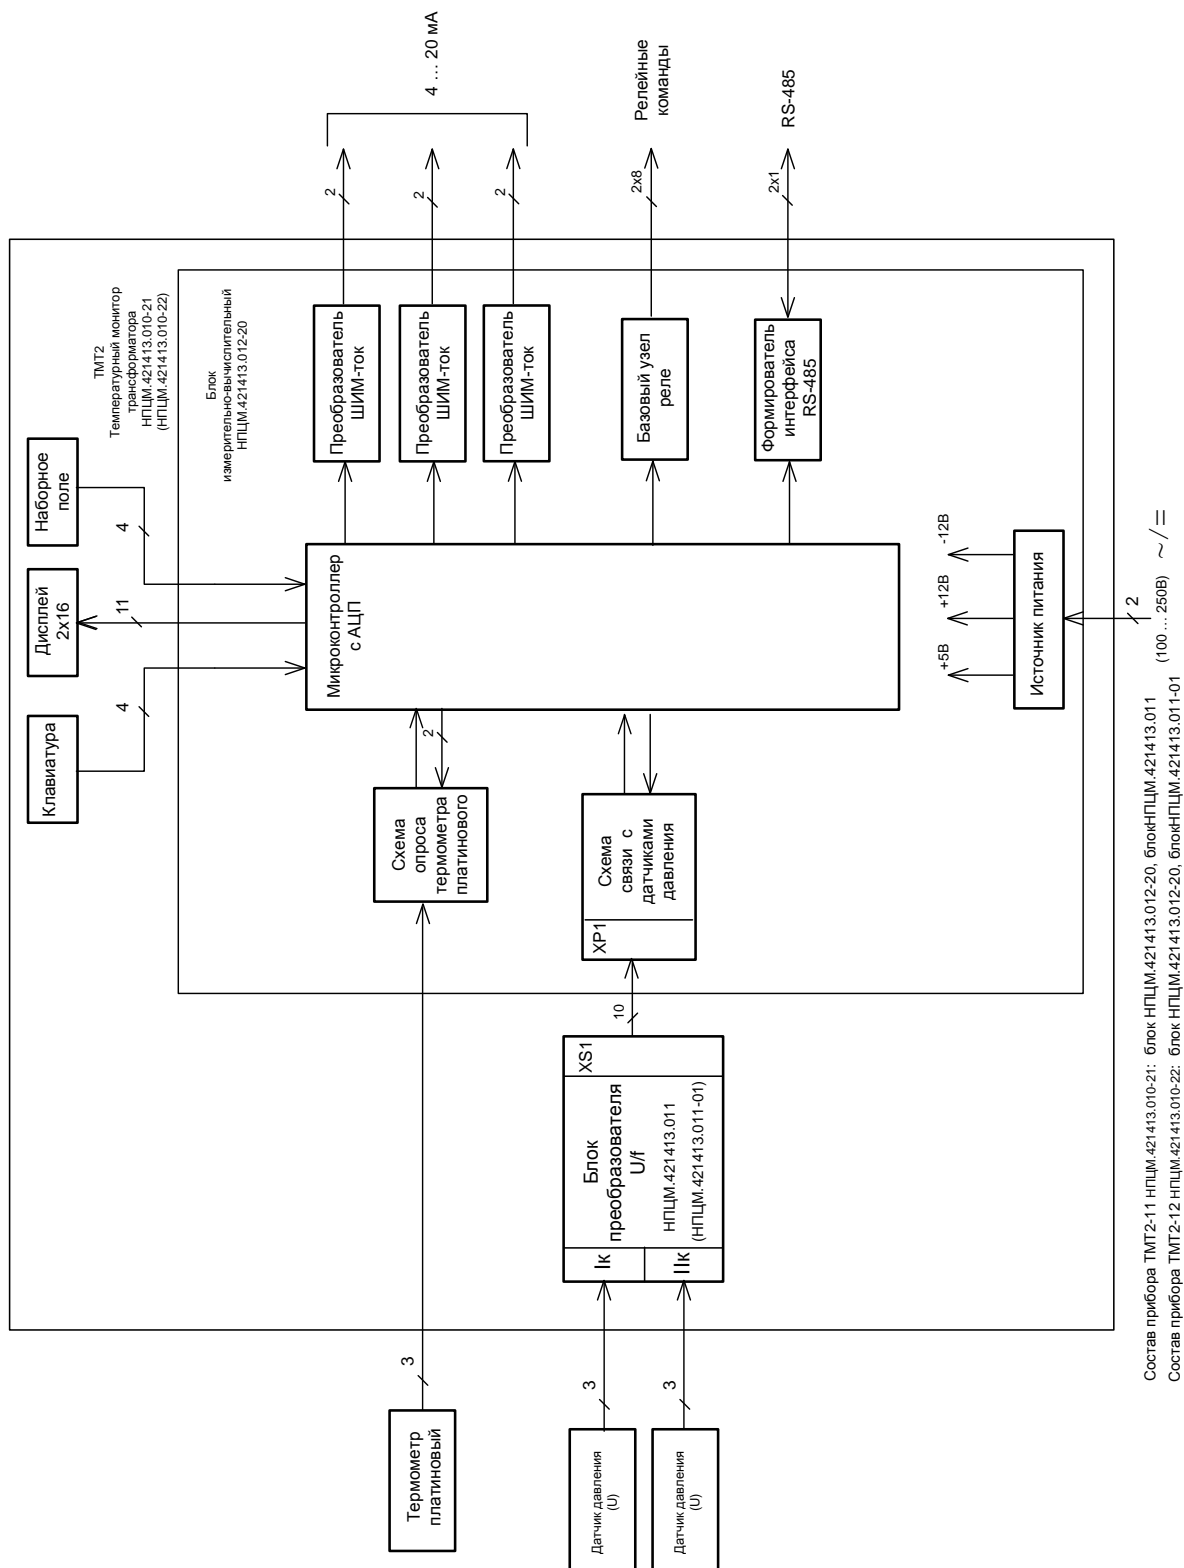 ТМТ2
Температурный монитор
трансформатора
НПЦМ.421413.010-21
(НПЦМ.421413.010-22)
Клавиатура
Дисплей
2х16
Наборное
поле
4
11
4
Блок
измерительно-вычислительный
НПЦМ.421413.012-20
Термометр
платиновый
3
Схема
опроса
термометра
платинового
2
Микроконтроллер
с АЦП
Преобразователь
ШИМ-ток
2
Преобразователь
ШИМ-ток
2
Преобразователь
ШИМ-ток
2
4 ... 20 мА
Датчик давления
(U)
3
Датчик давления
(U)
3
Iк
IIк
Блок
преобразователя
U/f
НПЦМ.421413.011
(НПЦМ.421413.011-01)
XS1
10
XP1
Схема
связи с
датчиками
давления
Базовый узел
реле
2х8
Релейные
команды
Формирователь
интерфейса
RS-485
2х1
RS-485
+5В
+12В
-12В
Источник питания
2
(100 ... 250В) ~/=
Состав прибора ТМТ2-11 НПЦМ.421413.010-21: блок НПЦМ.421413.012-20, блокНПЦМ.421413.011
Состав прибора ТМТ2-12 НПЦМ.421413.010-22: блок НПЦМ.421413.012-20, блокНПЦМ.421413.011-01